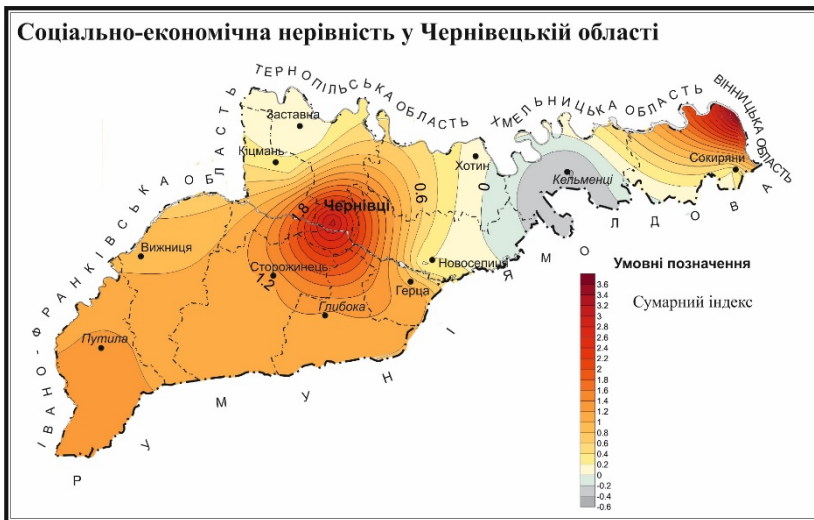 Соціально-економічна нерівність у Чернівецькій області
ТЕРНОПІЛЬСЬКА ОБЛАСТЬ
ХМЕЛЬНИЦЬКА ОБЛАСТЬ
ВІННИЦЬКА ОБЛАСТЬ
ІВАНО-ФРАНКІВСЬКА ОБЛАСТЬ
Заставна
Кіцмань
Хотин
Сокиряни
Кельменці
0.6
0
1.8
Чернівці
Вижниця
Сторожинець
1.2
Новоселиця
Герца
Глибока
Путила
РУМУНІЯ
МОЛДОВА
Умовні позначення
Сумарний індекс
3.6
3.2
2.8
2.6
2.4
2.2
2
1.8
1.6
1.4
1.2
1
0.8
0.6
0.4
0.2
0
-0.2
-0.4
-0.6